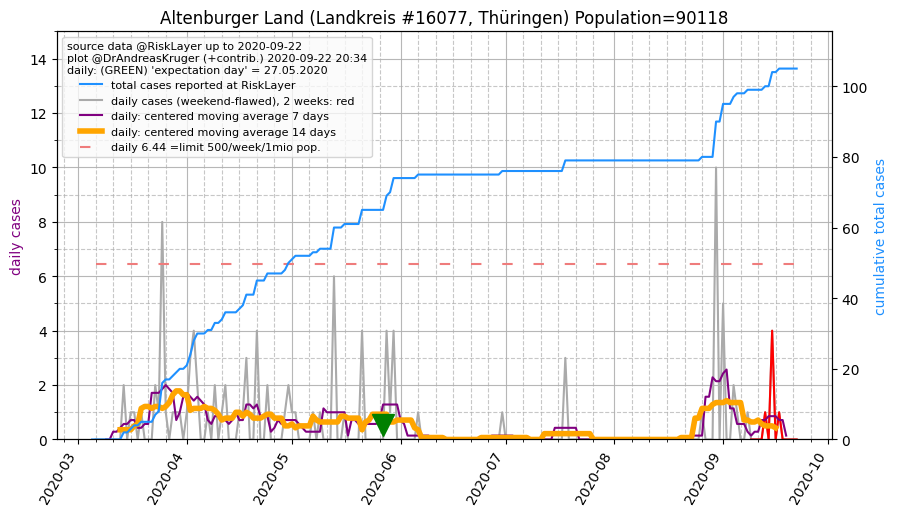 Altenburger Land (Landkreis #16077, Thüringen) Population=90118
source data @RiskLayer up to 2020-09-22
plot @DrAndreasKruger (+contrib.) 2020-09-22 20:34
daily: (GREEN) 'expectation day' = 27.05.2020
total cases reported at RiskLayer
daily cases (weekend-flawed), 2 weeks: red
daily: centered moving average 7 days
daily: centered moving average 14 days
daily 6.44 =limit 500/week/1mio pop.
daily cases
14
12
10
8
6
4
2
0
cumulative total cases
100
80
60
40
20
0
2020-03
2020-04
2020-05
2020-06
2020-07
2020-08
2020-09
2020-10